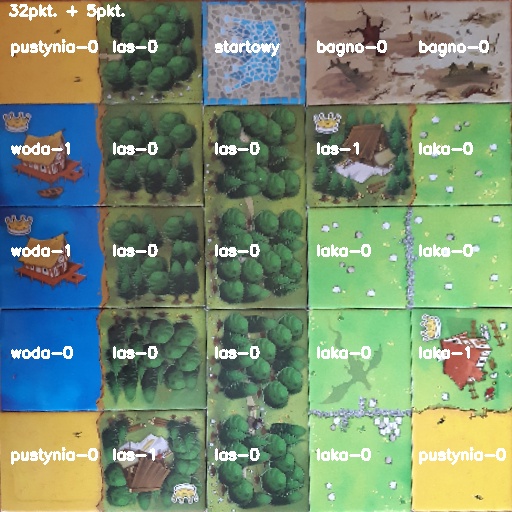 32pkt. + 5pkt.
pustynia-0 las-0 startowy bagno-0 bagno-0
woda-1 las-0 las-0 las-1 laka-0
woda-1 las-0 las-0 laka-0 laka-0
woda-0 las-0 las-0 laka-0 laka-1
pustynia-0 las-1 las-0 laka-0 pustynia-0